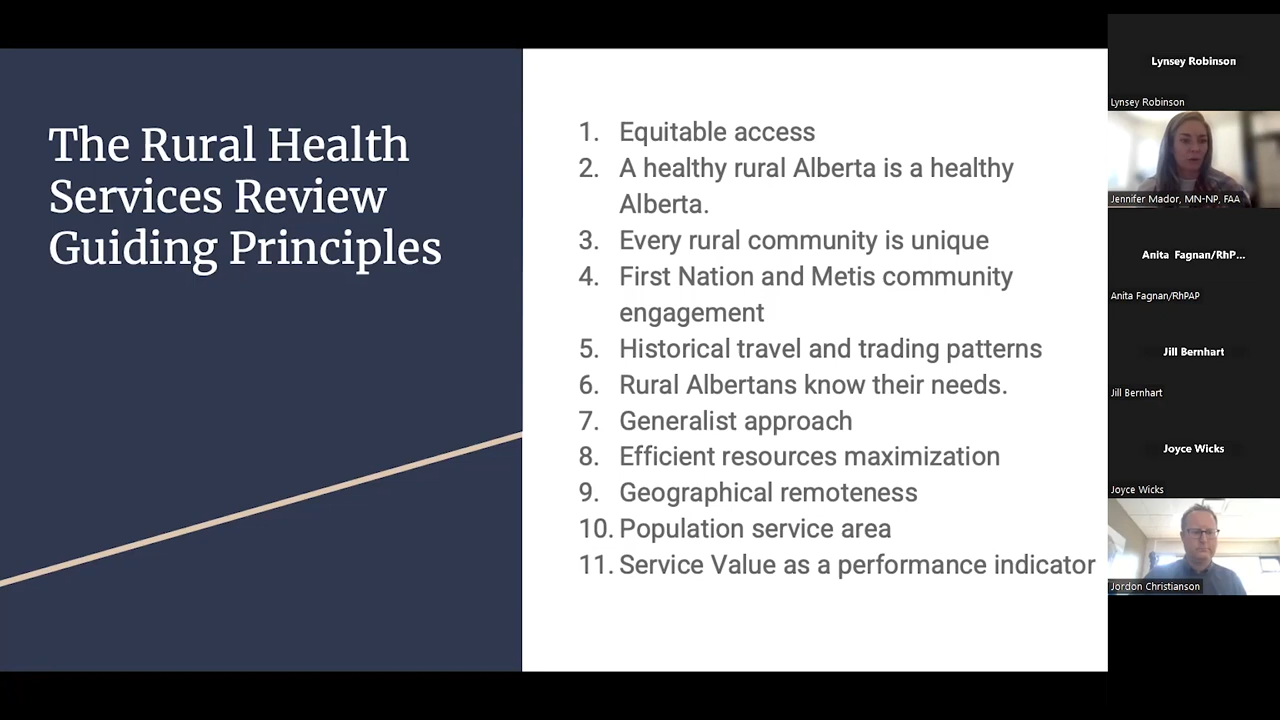 The Rural Health
Services Review
Guiding Principles
1. Equitable access
2. A healthy rural Alberta is a healthy
Alberta.
3. Every rural community is unique
4. First Nation and Metis community
engagement
5. Historical travel and trading patterns
6. Rural Albertans know their needs.
7. Generalist approach
8. Efficient resources maximization
9. Geographical remoteness
10. Population service area
11. Service Value as a performance indicator
Lynsey Robinson
Lynsey Robinson
Jennifer Mador, MN-NP, FAA
Anita Fagnan/RhP...
Anita Fagnan/RhPAP
Jill Bernhart
Jill Bernhart
Joyce Wicks
Joyce Wicks
Jordon Christianson